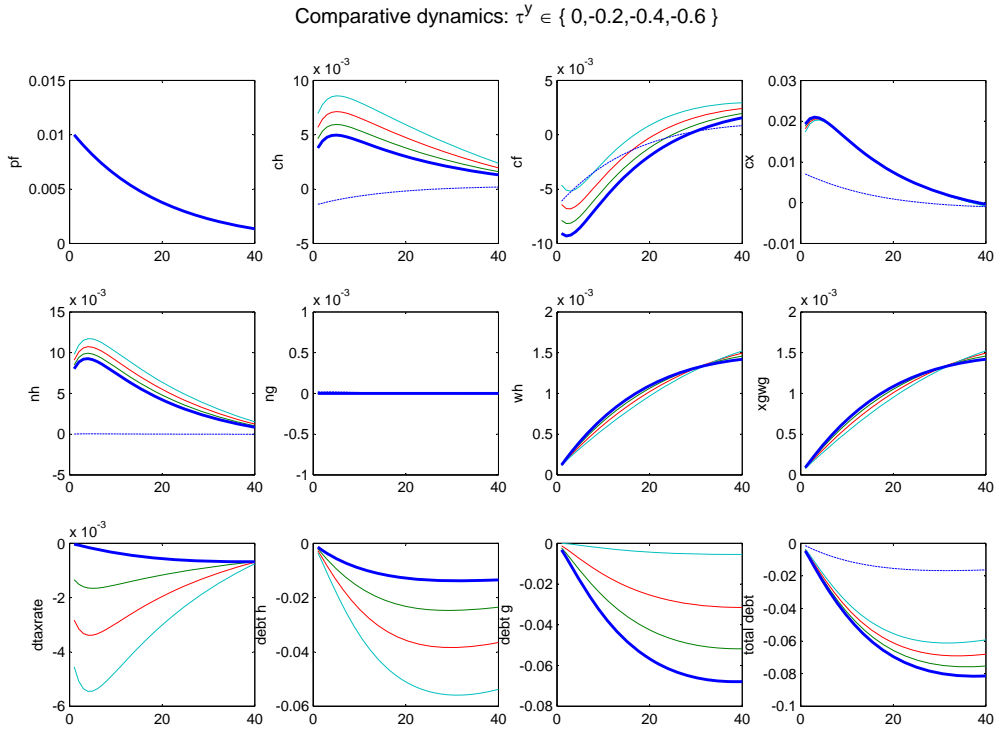 Comparative dynamics: τ^y ∈ { 0,-0.2,-0.4,-0.6 }
0.015
0.01
0.005
0
pf
0 20 40
x 10^-3
10
5
0
-5
ch
0 20 40
x 10^-3
5
0
-5
-10
cf
0 20 40
0.03
0.02
0.01
0
-0.01
cx
0 20 40
x 10^-3
15
10
5
0
-5
nh
0 20 40
x 10^-3
1
0.5
0
-0.5
-1
ng
0 20 40
x 10^-3
2
1.5
1
0.5
0
wh
0 20 40
x 10^-3
2
1.5
1
0.5
0
xgwg
0 20 40
x 10^-3
0
-2
-4
-6
dtaxrate
0 20 40
0
-0.02
-0.04
-0.06
debt h
0 20 40
0
-0.02
-0.04
-0.06
-0.08
debt g
0 20 40
0
-0.02
-0.04
-0.06
-0.08
-0.1
total debt
0 20 40